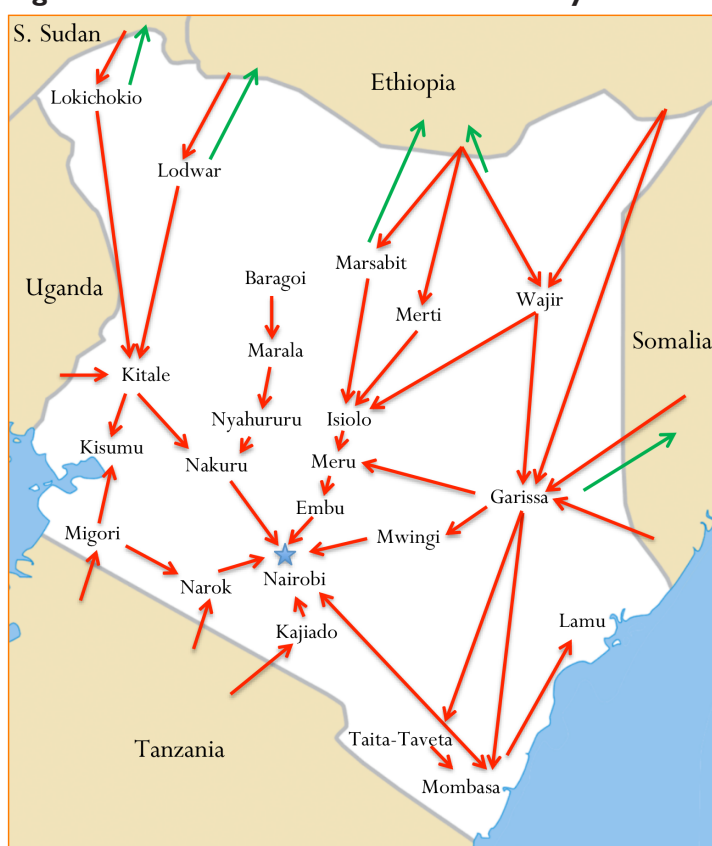 S. Sudan
Ethiopia
Lokichokio
Lodwar
Marsabit
Baragoi
Uganda
Wajir
Merti
Somalia
Marala
Kitale
Nyahururu
Isiolo
Kisumu
Meru
Nakuru
Garissa
Embu
Migori
Mwingi
Nairobi
Narok
Lamu
Kajiado
Taita-Taveta
Tanzania
Mombasa